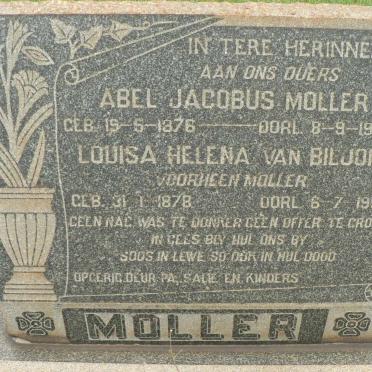 IN TERE HERINNE
AAN ONS OUERS
ABEL JACOBUS MOLLER
GEB. 19-5-1876 OORL. 8-9-19
LOUISA HELENA VAN BILJO
VOORHEEN MOLLER
GEB. 31-1-1878 OORL. 6-7-19
GEEN NAG WAS TE DONKER GEEN OFFER TE GRO
IN GEES BLY HUL ONS BY
SOOS IN LEWE SO OOK IN HUL DOOD
OPGERIG DEUR PA, SALIE EN KINDERS
MOLLER